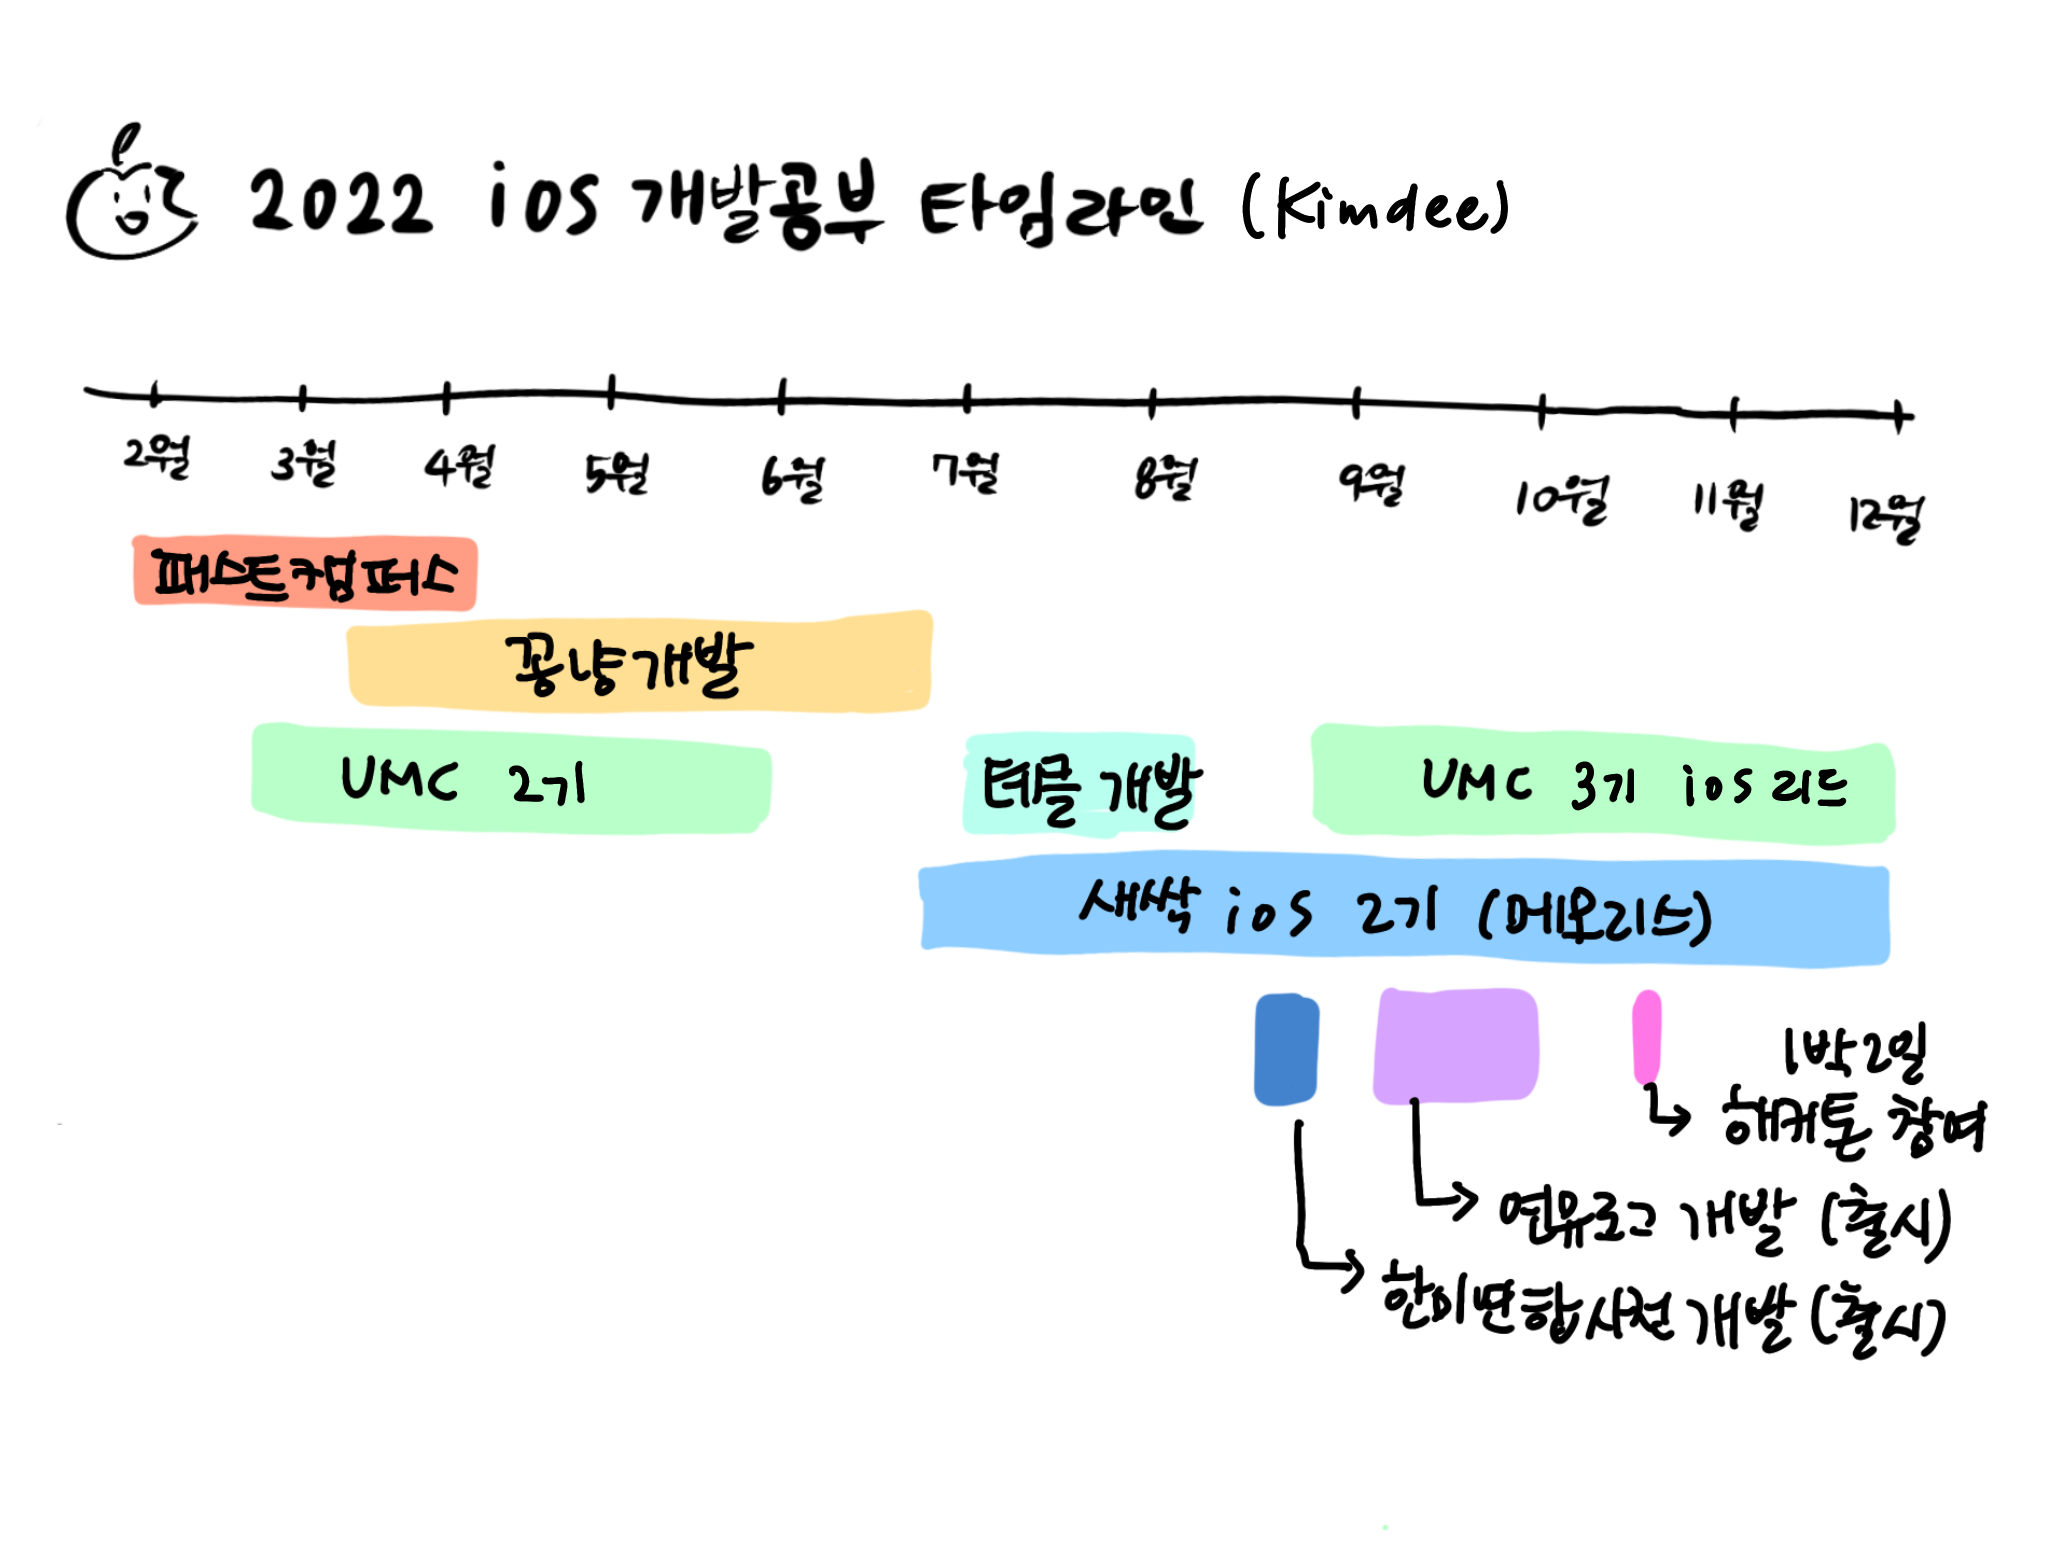 2022 iOS 개발공부 타임라인 (Kimdee)
2월 3월 4월 5월 6월 7월 8월 9월 10월 11월 12월
패스트캠퍼스
꽁냥개발
UMC 2기
테클 개발
UMC 3기 iOS 리드
새싹 iOS 2기 (메모리스)
1박2일
해커톤 참여
연유로그 개발 (출시)
한미연합사전 개발 (출시)